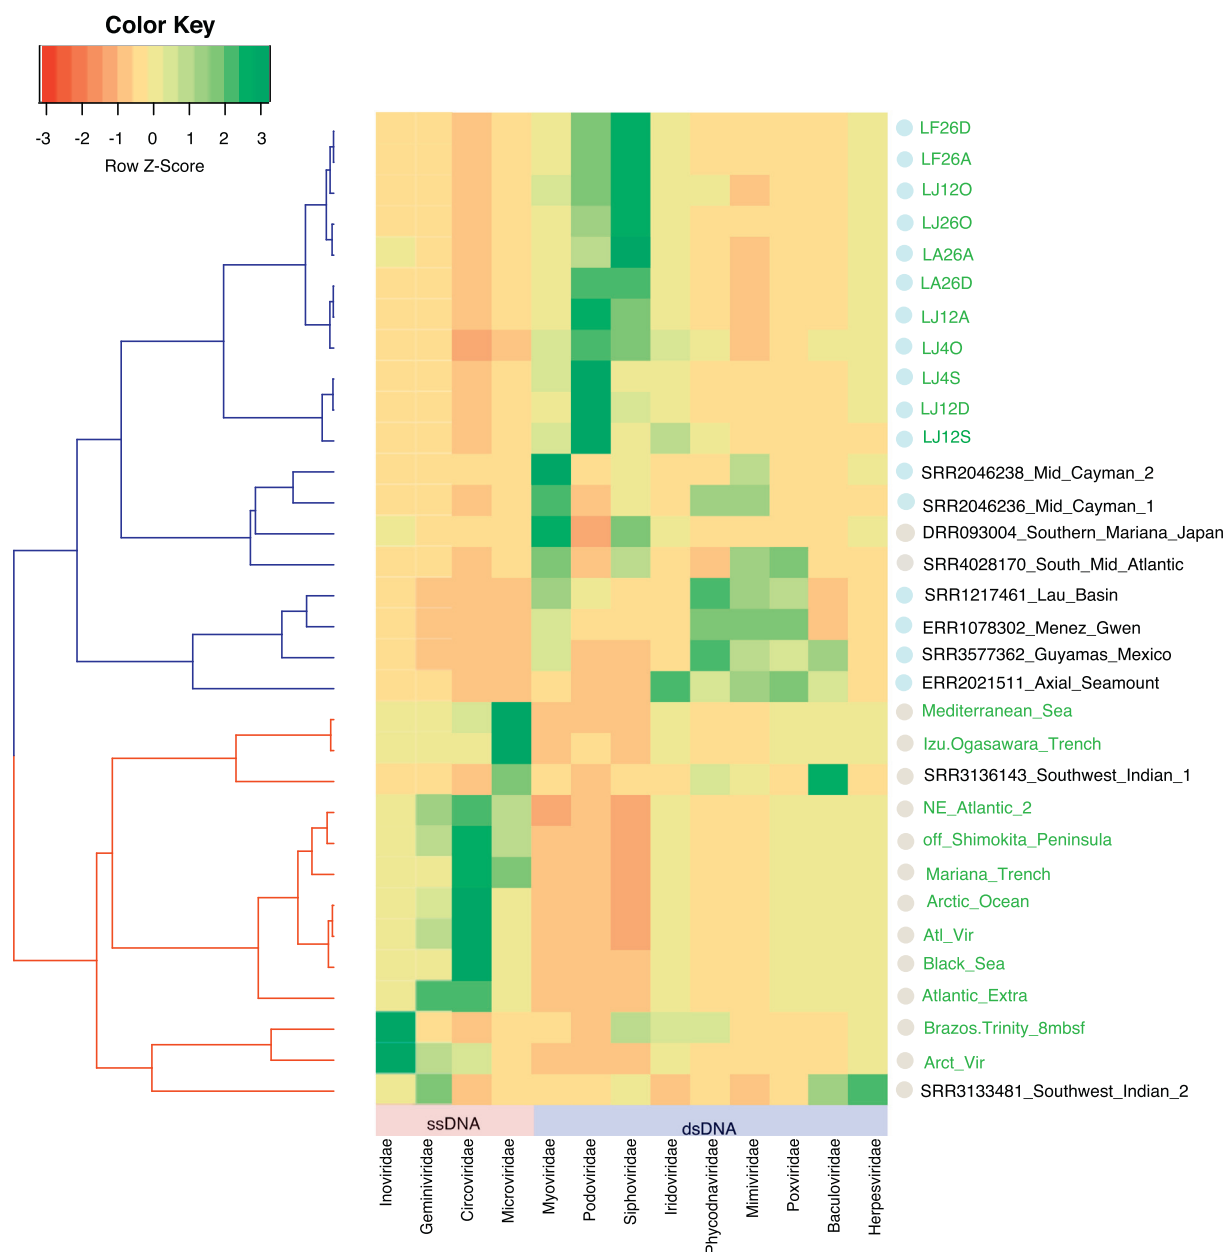 Color Key
-3 -2 -1 0 1 2 3
Row Z-Score
LF26D
LF26A
LJ12O
LJ26O
LA26A
LA26D
LJ12A
LJ4O
LJ4S
LJ12D
LJ12S
SRR2046238_Mid_Cayman_2
SRR2046236_Mid_Cayman_1
DRR093004_Southern_Mariana_Japan
SRR4028170_South_Mid_Atlantic
SRR1217461_Lau_Basin
ERR1078302_Menez_Gwen
SRR3577362_Guyamas_Mexico
ERR2021511_Axial_Seamount
Mediterranean_Sea
Izu.Ogasawara_Trench
SRR3136143_Southwest_Indian_1
NE_Atlantic_2
off_Shimokita_Peninsula
Mariana_Trench
Arctic_Ocean
Atl_Vir
Black_Sea
Atlantic_Extra
Brazos.Trinity_8mbsf
Arct_Vir
SRR3133481_Southwest_Indian_2
ssDNA
dsDNA
Inoviridae
Geminiviridae
Circoviridae
Microviridae
Myoviridae
Podoviridae
Siphoviridae
Iridoviridae
Phycodnaviridae
Mimiviridae
Poxviridae
Baculoviridae
Herpesviridae